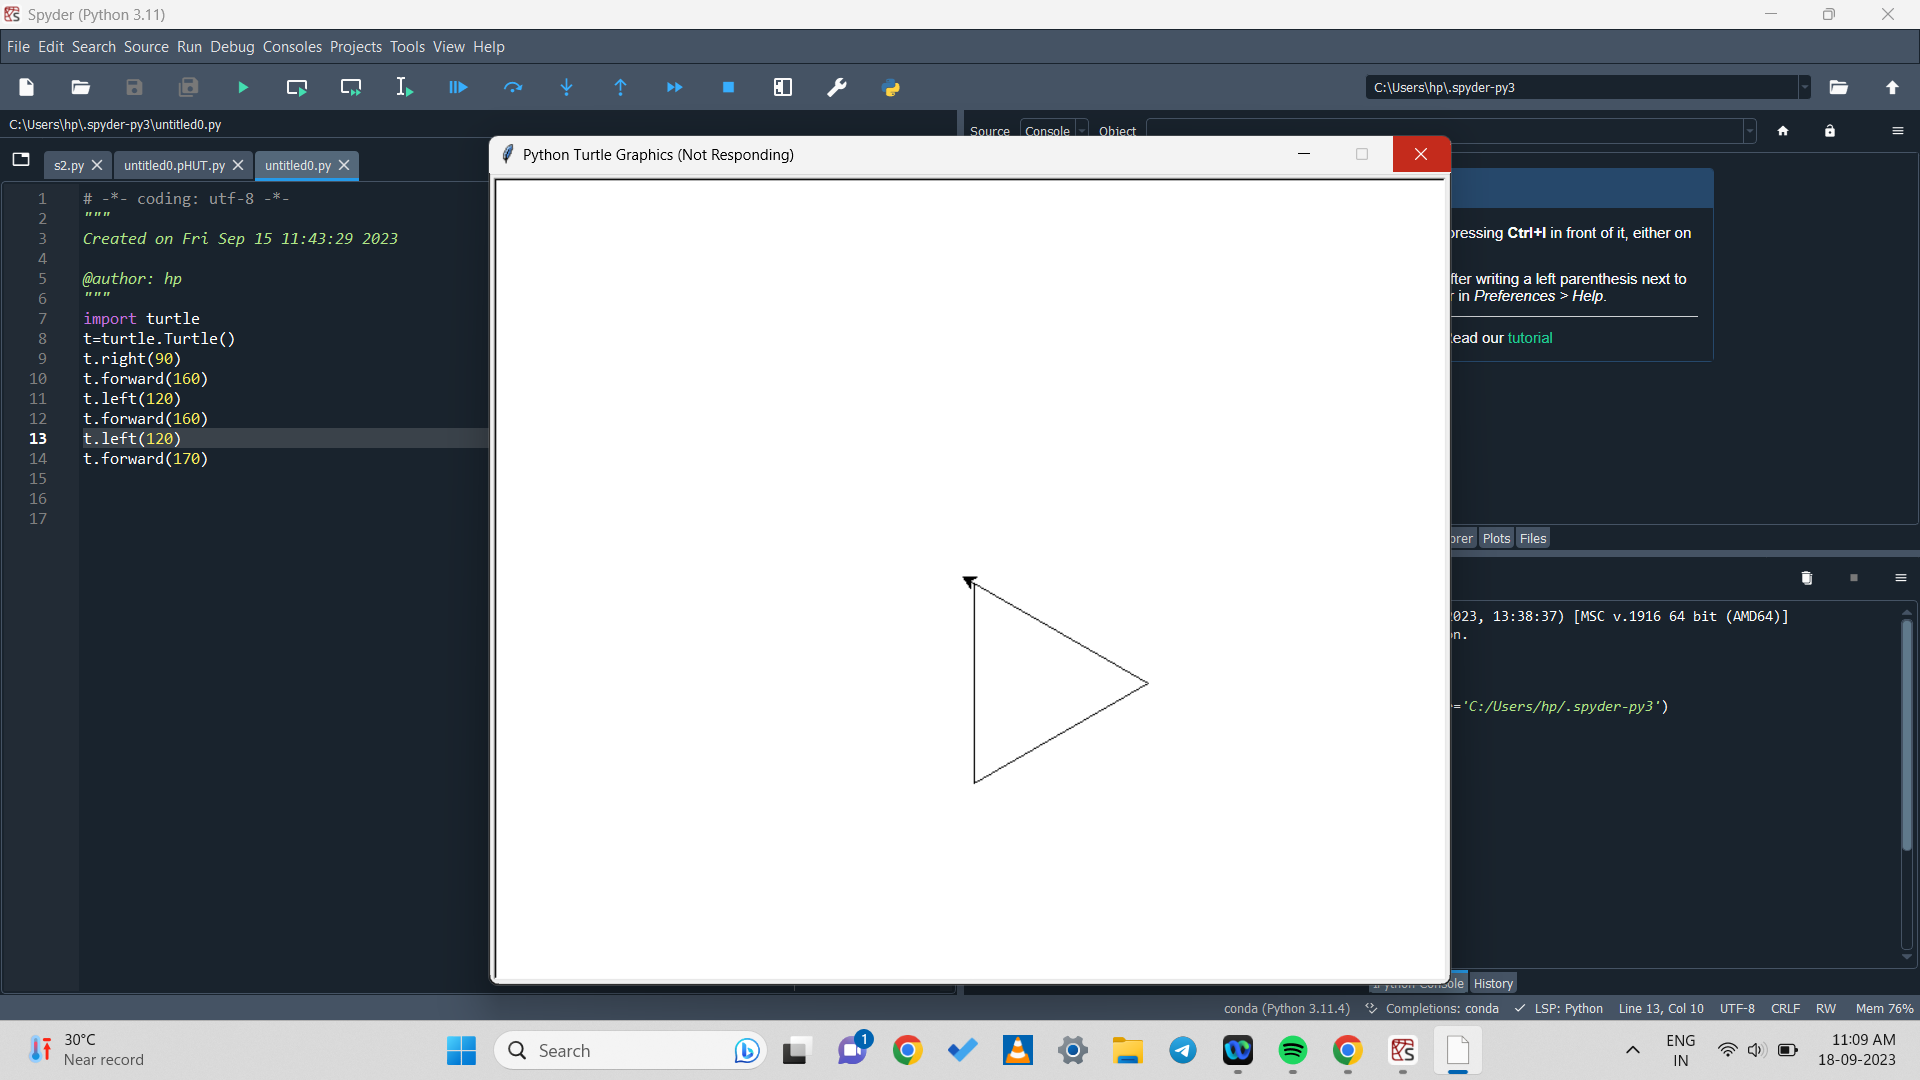 Spyder (Python 3.11)
File Edit Search Source Run Debug Consoles Projects Tools View Help
C:\Users\hp\.spyder-py3
C:\Users\hp\.spyder-py3\untitled0.py
Source Console Object
s2.py untitled0.pHUT.py untitled0.py
Python Turtle Graphics (Not Responding)
1 # -*- coding: utf-8 -*-
2 """
3 Created on Fri Sep 15 11:43:29 2023
4
5 @author: hp
6 """
7 import turtle
8 t=turtle.Turtle()
9 t.right(90)
10 t.forward(160)
11 t.left(120)
12 t.forward(160)
13 t.left(120)
14 t.forward(170)
15
16
17
pressing Ctrl+I in front of it, either on
fter writing a left parenthesis next to
r in Preferences > Help.
ead our tutorial
orer Plots Files
023, 13:38:37) [MSC v.1916 64 bit (AMD64)]
n.
='C:/Users/hp/.spyder-py3')
IPython Console History
conda (Python 3.11.4) Completions: conda LSP: Python Line 13, Col 10 UTF-8 CRLF RW Mem 76%
30°C
Near record
Search
1
ENG
IN
11:09 AM
18-09-2023